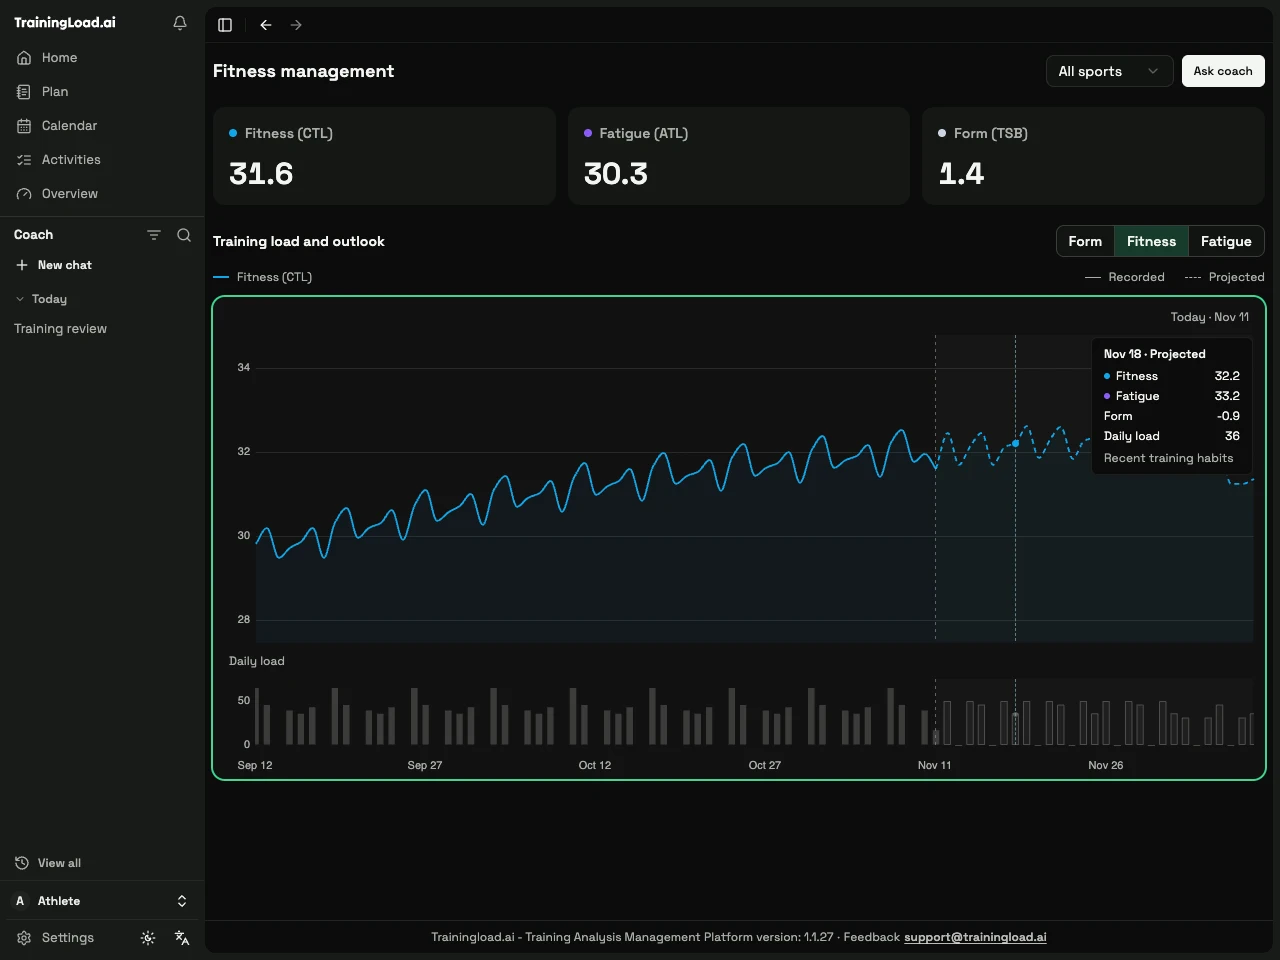 TrainingLoad.ai
Home
Plan
Calendar
Activities
Overview
Coach
New chat
Today
Training review
View all
A Athlete
Settings
Fitness management
All sports
Ask coach
Fitness (CTL)
31.6
Fatigue (ATL)
30.3
Form (TSB)
1.4
Training load and outlook
Form Fitness Fatigue
Fitness (CTL)
Recorded Projected
Today · Nov 11
34
32
30
28
Nov 18 · Projected
Fitness 32.2
Fatigue 33.2
Form -0.9
Daily load 36
Recent training habits
Daily load
50
0
Sep 12 Sep 27 Oct 12 Oct 27 Nov 11 Nov 26
Trainingload.ai - Training Analysis Management Platform version: 1.1.27 · Feedback support@trainingload.ai